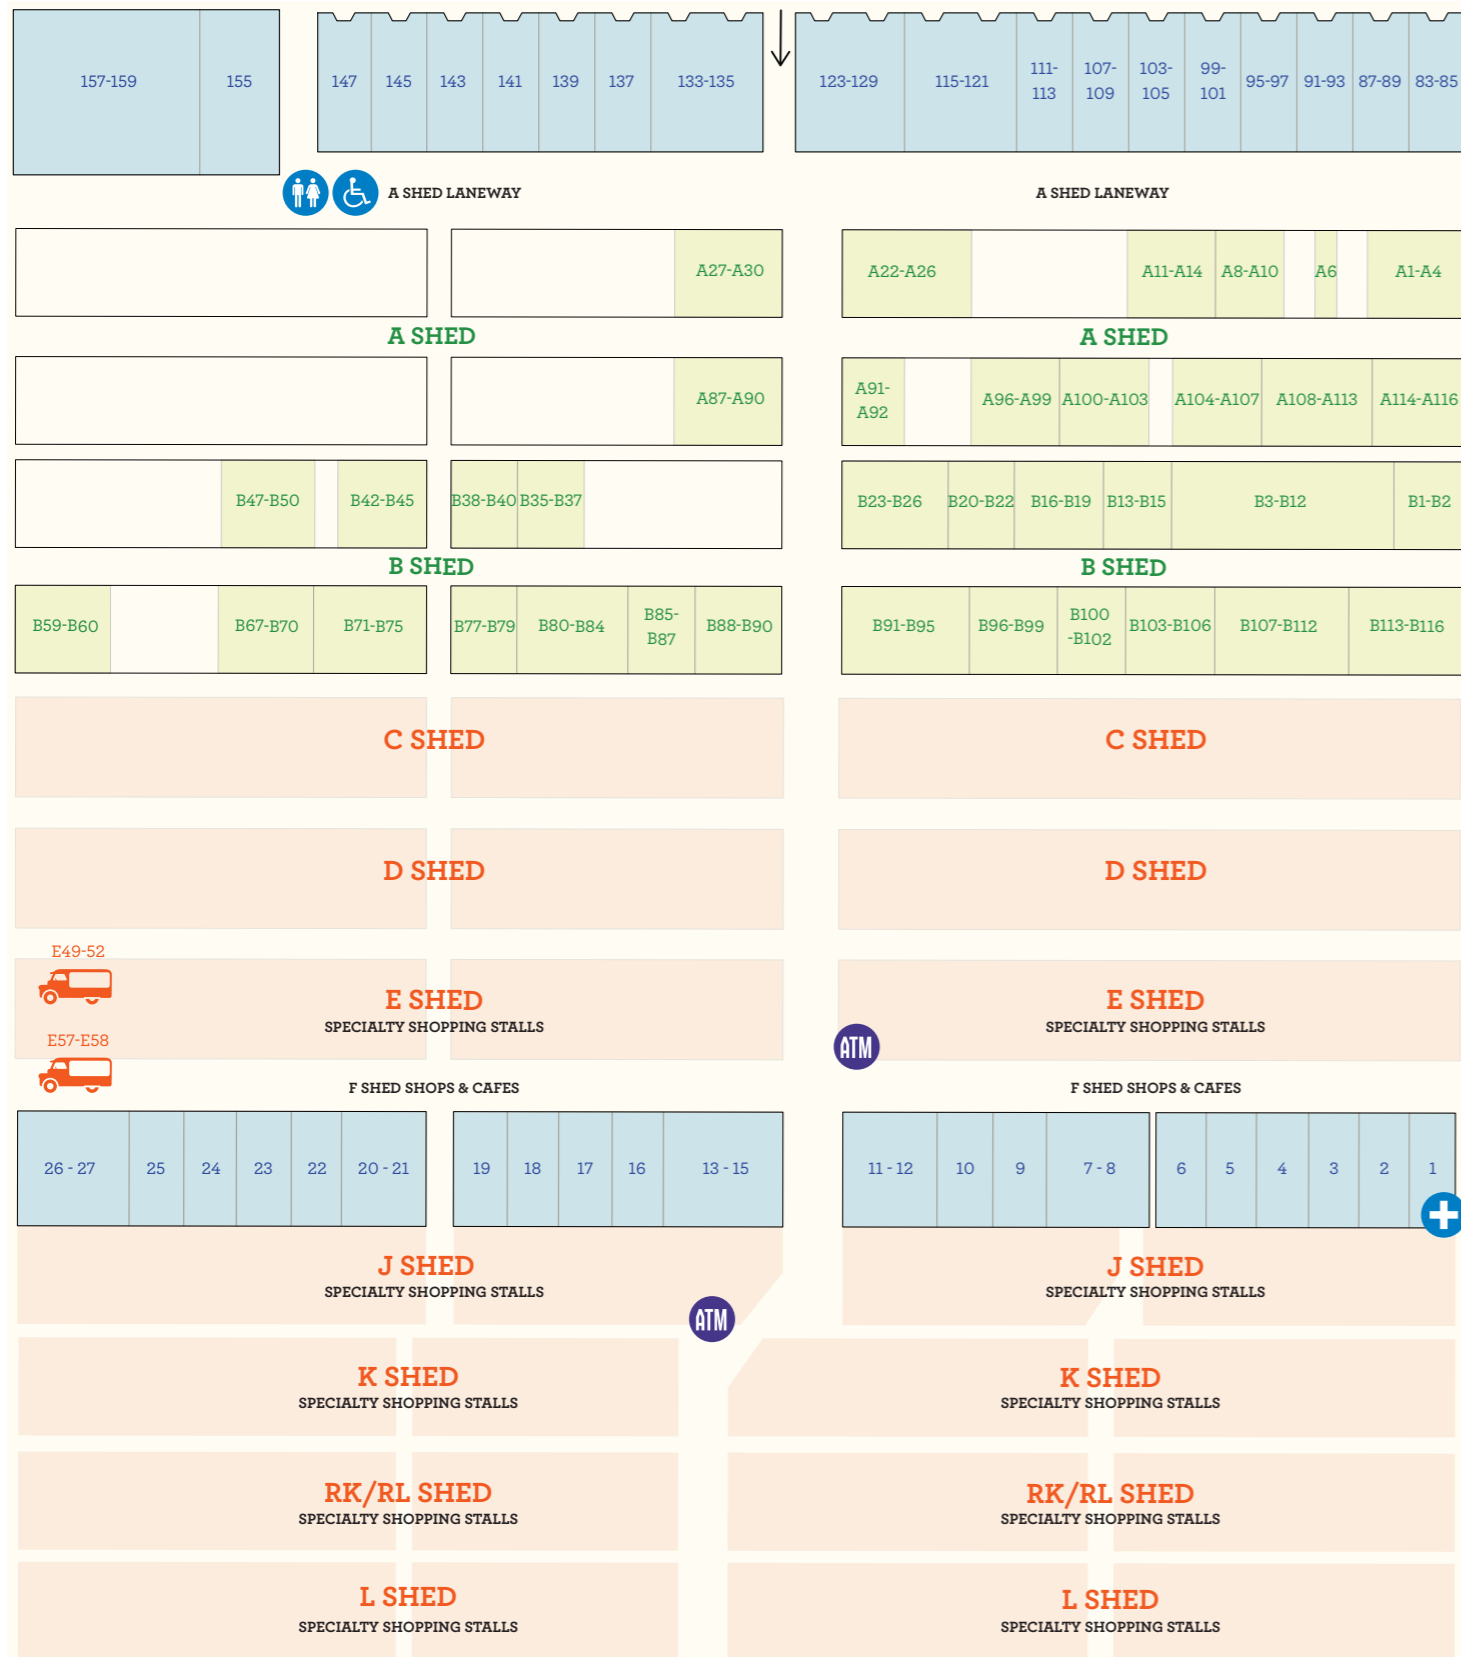 157-159
155
147
145
143
141
139
137
133-135
123-129
115-121
111-
113
107-
109
103-
105
99-
101
95-97
91-93
87-89
83-85
A SHED LANEWAY
A SHED LANEWAY
A27-A30
A22-A26
A11-A14
A8-A10
A6
A1-A4
A SHED
A SHED
A87-A90
A91-
A92
A96-A99
A100-A103
A104-A107
A108-A113
A114-A116
B47-B50
B42-B45
B38-B40
B35-B37
B23-B26
B20-B22
B16-B19
B13-B15
B3-B12
B1-B2
B SHED
B SHED
B59-B60
B67-B70
B71-B75
B77-B79
B80-B84
B85-
B87
B88-B90
B91-B95
B96-B99
B100
-B102
B103-B106
B107-B112
B113-B116
C SHED
C SHED
D SHED
D SHED
E49-52
E SHED
SPECIALTY SHOPPING STALLS
E SHED
SPECIALTY SHOPPING STALLS
E57-E58
ATM
F SHED SHOPS & CAFES
F SHED SHOPS & CAFES
26 - 27
25
24
23
22
20 - 21
19
18
17
16
13 - 15
11 - 12
10
9
7 - 8
6
5
4
3
2
1
J SHED
SPECIALTY SHOPPING STALLS
J SHED
SPECIALTY SHOPPING STALLS
ATM
K SHED
SPECIALTY SHOPPING STALLS
K SHED
SPECIALTY SHOPPING STALLS
RK/RL SHED
SPECIALTY SHOPPING STALLS
RK/RL SHED
SPECIALTY SHOPPING STALLS
L SHED
SPECIALTY SHOPPING STALLS
L SHED
SPECIALTY SHOPPING STALLS